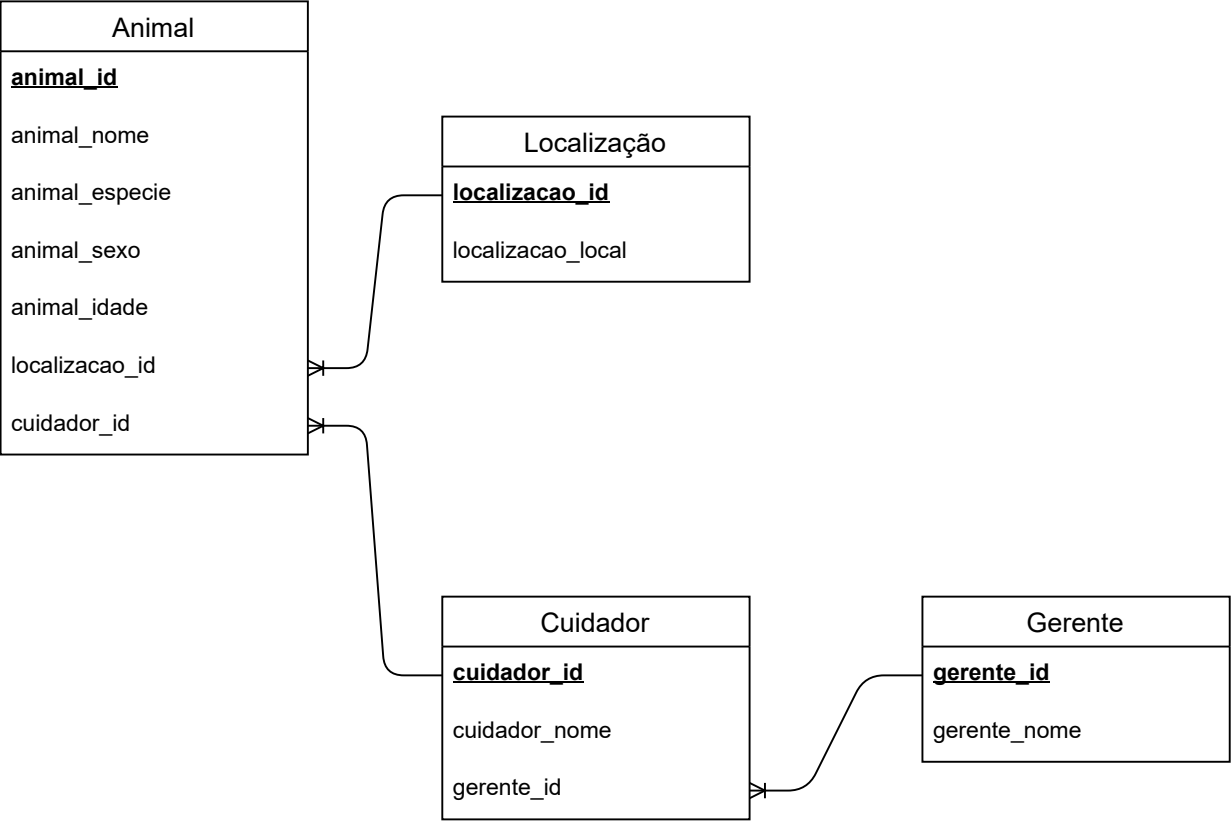 Animal
animal_id
animal_nome
animal_especie
animal_sexo
animal_idade
localizacao_id
cuidador_id
Localização
localizacao_id
localizacao_local
Cuidador
cuidador_id
cuidador_nome
gerente_id
Gerente
gerente_id
gerente_nome